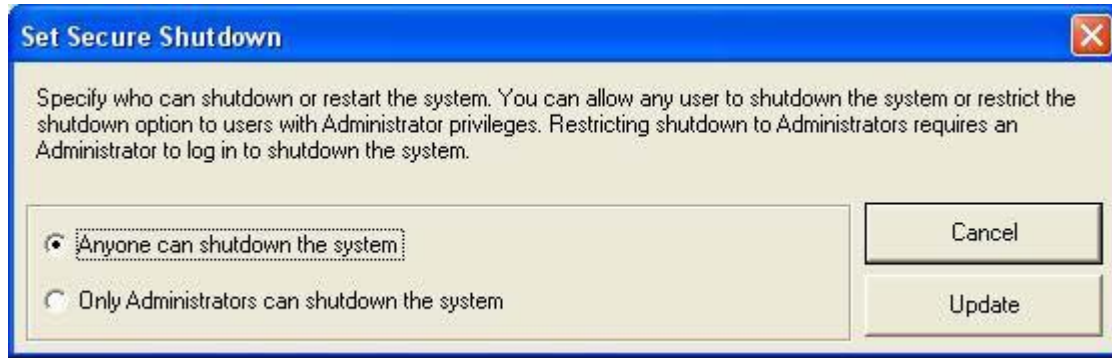 Set Secure Shutdown
Specify who can shutdown or restart the system. You can allow any user to shutdown the system or restrict the
shutdown option to users with Administrator privileges. Restricting shutdown to Administrators requires an
Administrator to log in to shutdown the system.
Anyone can shutdown the system
Only Administrators can shutdown the system
Cancel
Update